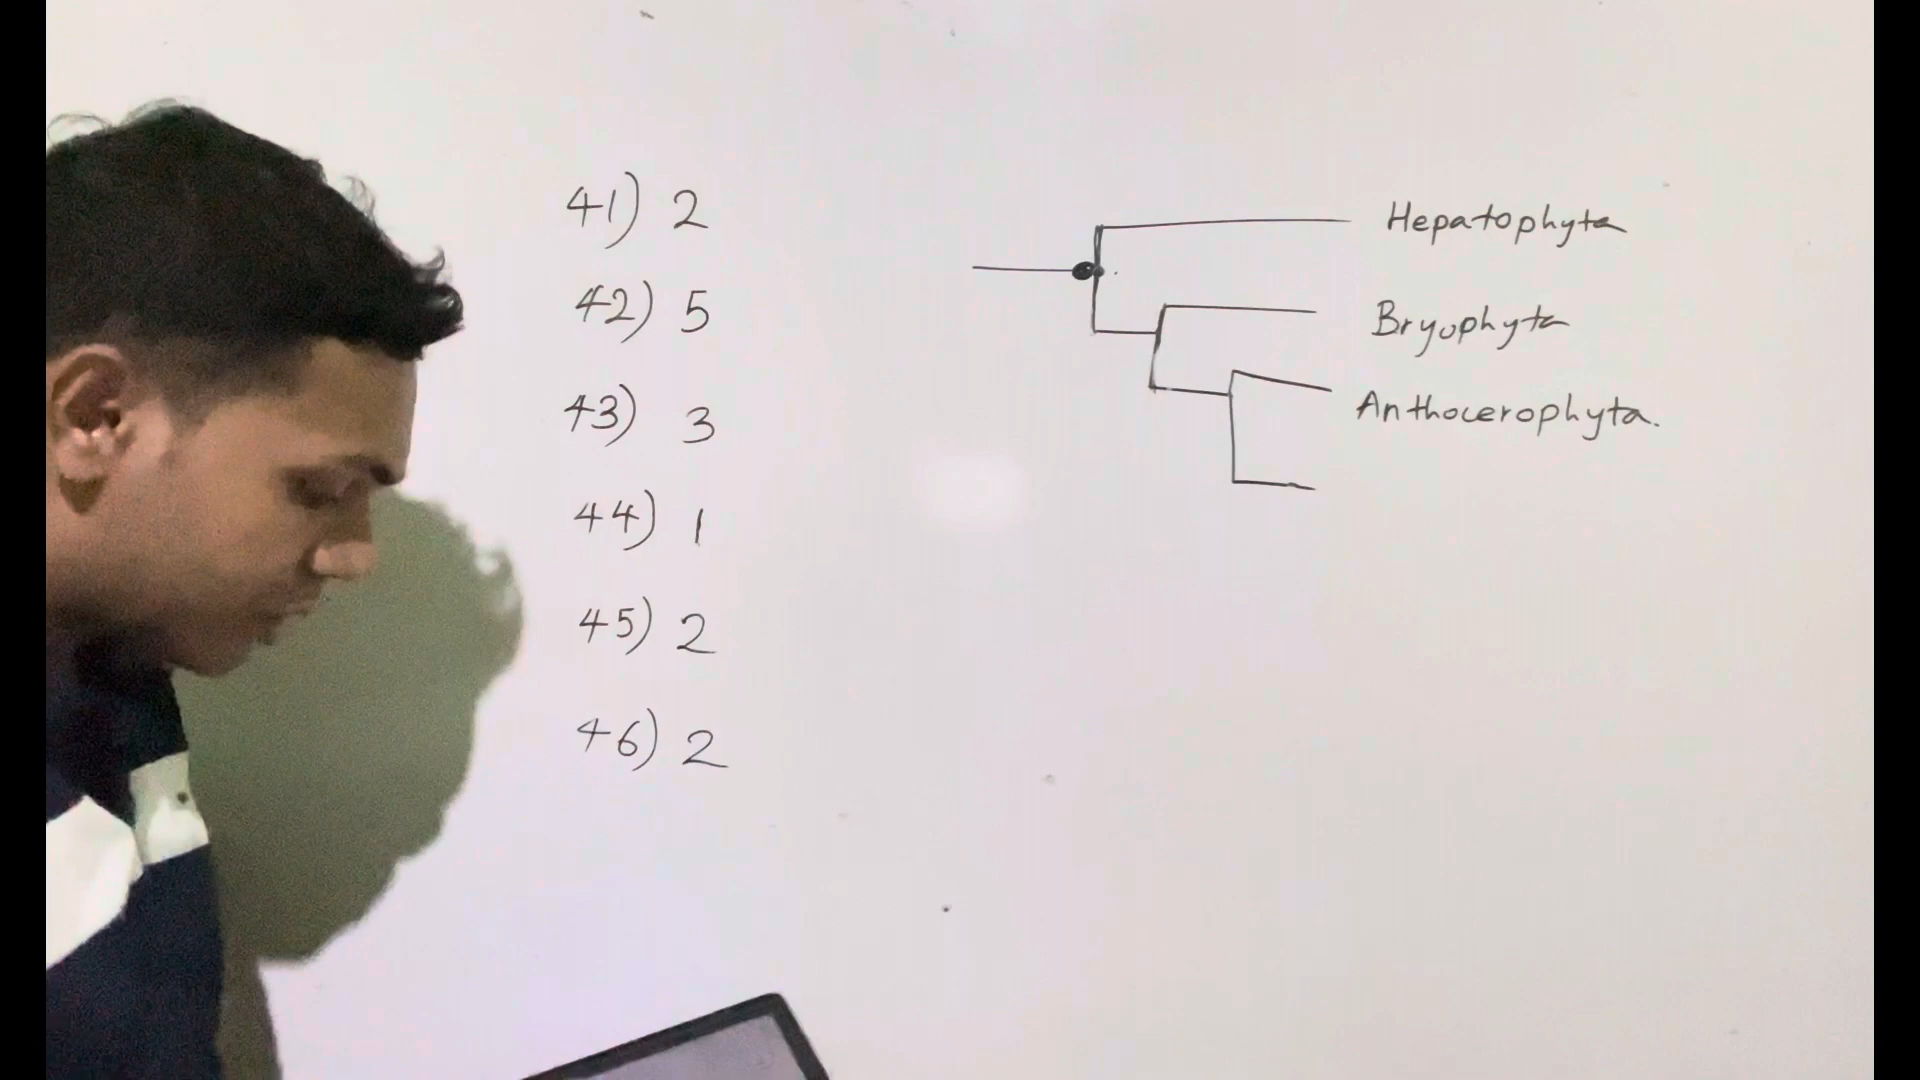 41) 2
42) 5
43) 3
44) 1
45) 2
46) 2
Hepatophyta
Bryophyta
Anthocerophyta.